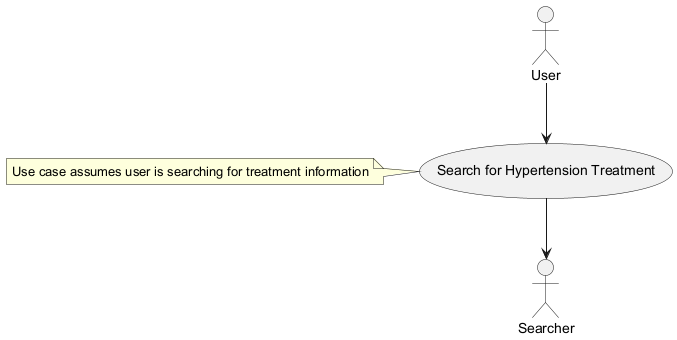 User
Use case assumes user is searching for treatment information
Search for Hypertension Treatment
Searcher